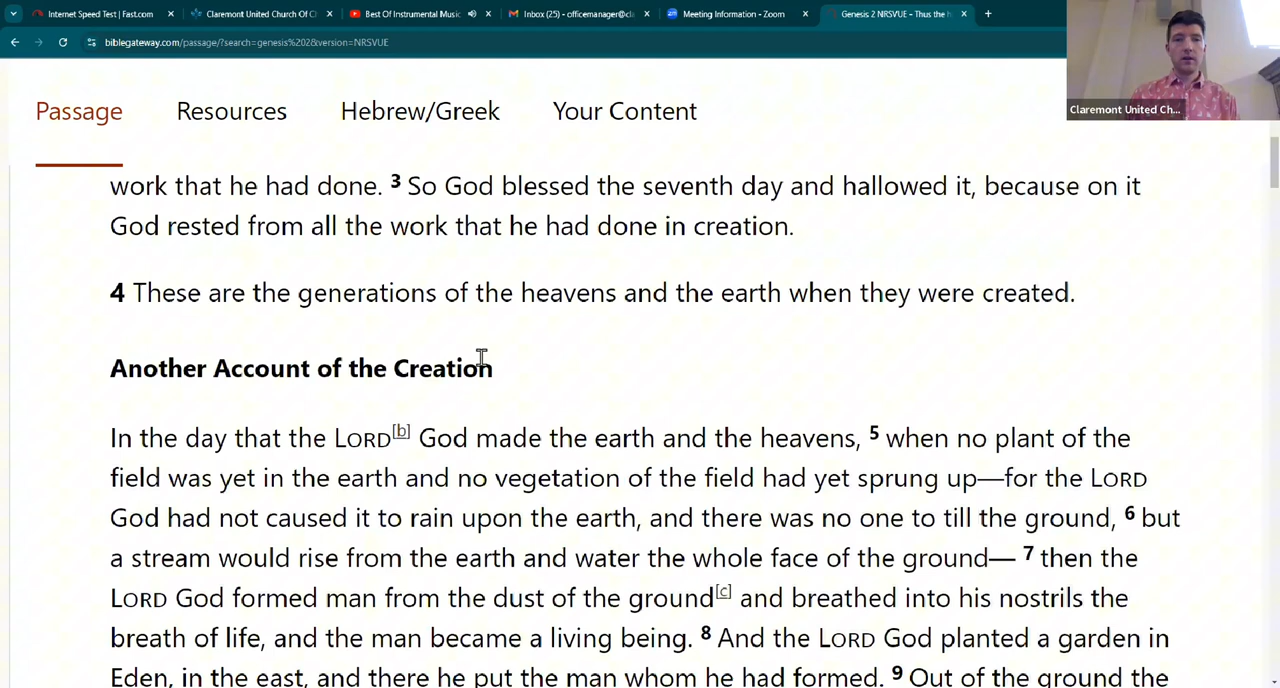 Internet Speed Test | Fast.com
Claremont United Church Of C
Best Of Instrumental Music
Inbox (25) - officemanager@cl
Meeting Information - Zoom
Genesis 2 NRSVUE - Thus the h
biblegateway.com/passage/?search=genesis%202&version=NRSVUE
Claremont United Ch...
Passage Resources Hebrew/Greek Your Content
work that he had done. 3 So God blessed the seventh day and hallowed it, because on it
God rested from all the work that he had done in creation.
4 These are the generations of the heavens and the earth when they were created.
Another Account of the Creation
In the day that the LORD[b] God made the earth and the heavens, 5 when no plant of the
field was yet in the earth and no vegetation of the field had yet sprung up—for the LORD
God had not caused it to rain upon the earth, and there was no one to till the ground, 6 but
a stream would rise from the earth and water the whole face of the ground— 7 then the
LORD God formed man from the dust of the ground[c] and breathed into his nostrils the
breath of life, and the man became a living being. 8 And the LORD God planted a garden in
Eden, in the east, and there he put the man whom he had formed. 9 Out of the ground the